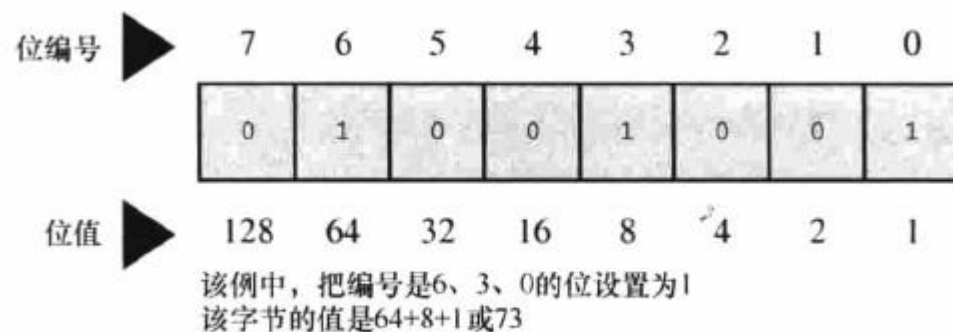 位编号 7 6 5 4 3 2 1 0
0 1 0 0 1 0 0 1
位值 128 64 32 16 8 4 2 1
该例中，把编号是6、3、0的位设置为1
该字节的值是64+8+1或73